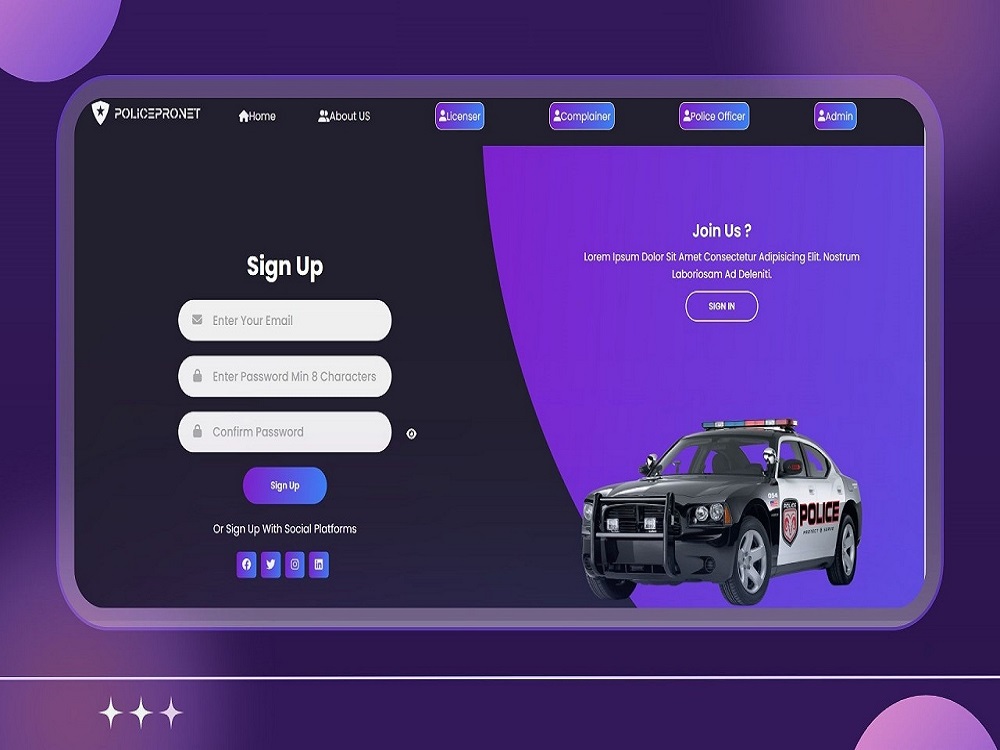 POLICEPRONET
Home
About US
Licenser
Complainer
Police Officer
Admin
Join Us ?
Lorem Ipsum Dolor Sit Amet Consectetur Adipisicing Elit. Nostrum
Laboriosam Ad Deleniti.
SIGN IN
Sign Up
Enter Your Email
Enter Password Min 8 Characters
Confirm Password
Sign Up
Or Sign Up With Social Platforms
POLICE
PROTECT & SERVE